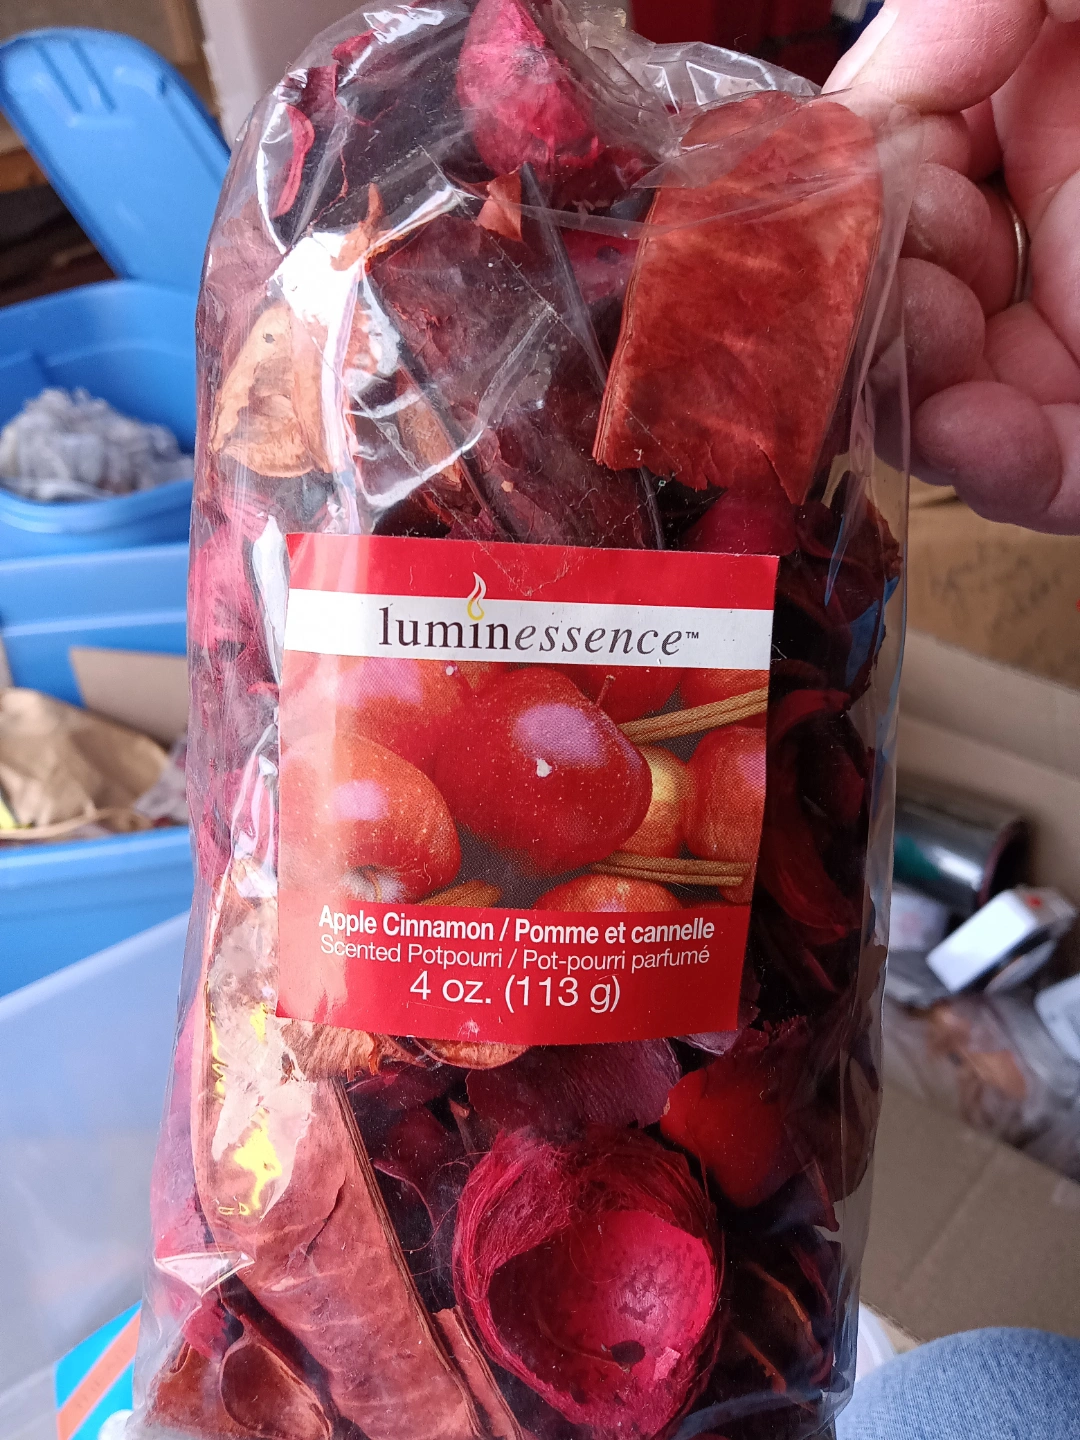 luminessence™
Apple Cinnamon / Pomme et cannelle
Scented Potpourri / Pot-pourri parfumé
4 oz. (113 g)